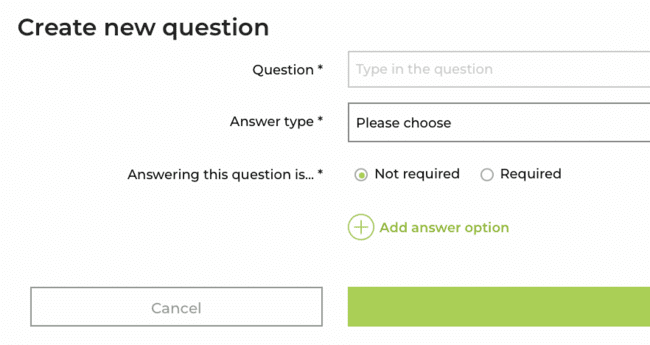 Create new question
Question *
Type in the question
Answer type *
Please choose
Answering this question is... *
Not required
Required
Add answer option
Cancel